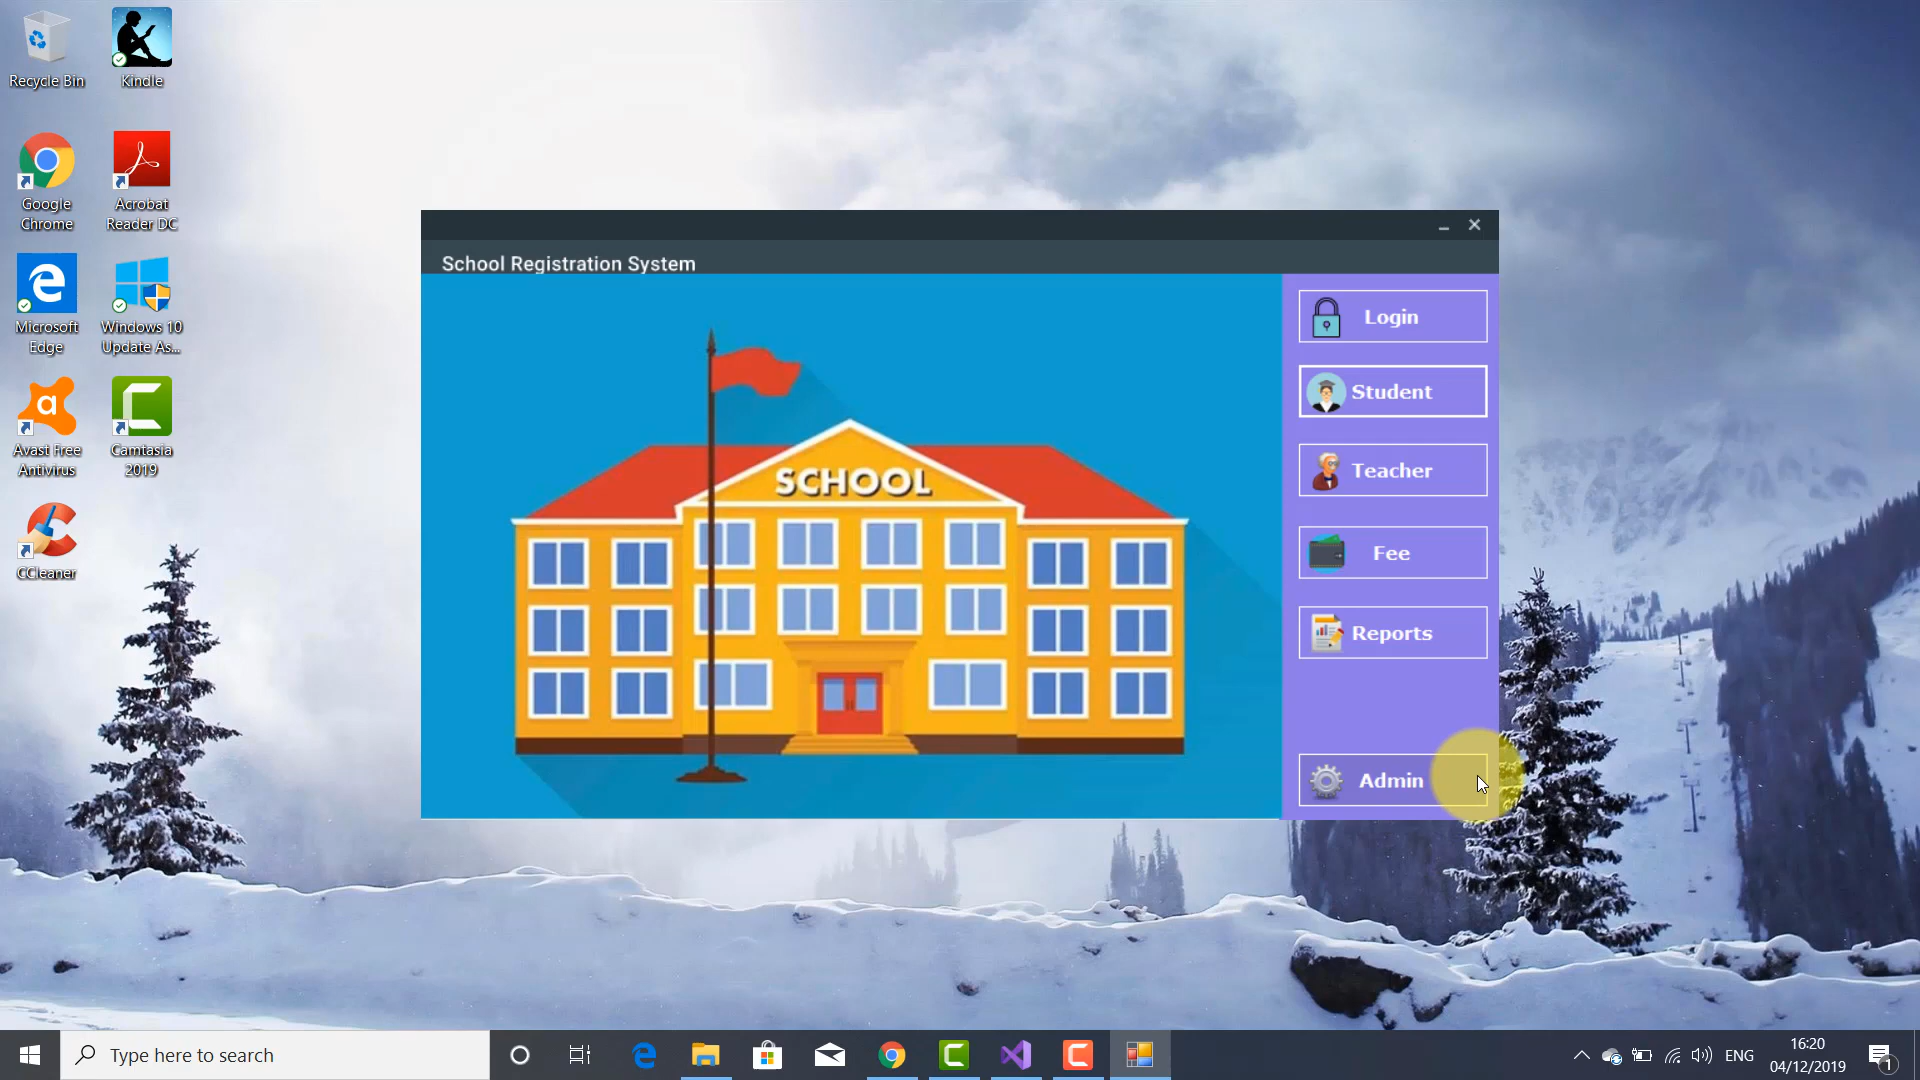 Recycle Bin
Kindle
Google
Chrome
Acrobat
Reader DC
Microsoft
Edge
Windows 10
Update As...
Avast Free
Antivirus
Camtasia
2019
CCleaner
School Registration System
SCHOOL
Login
Student
Teacher
Fee
Reports
Admin
Type here to search
ENG
16:20
04/12/2019
1